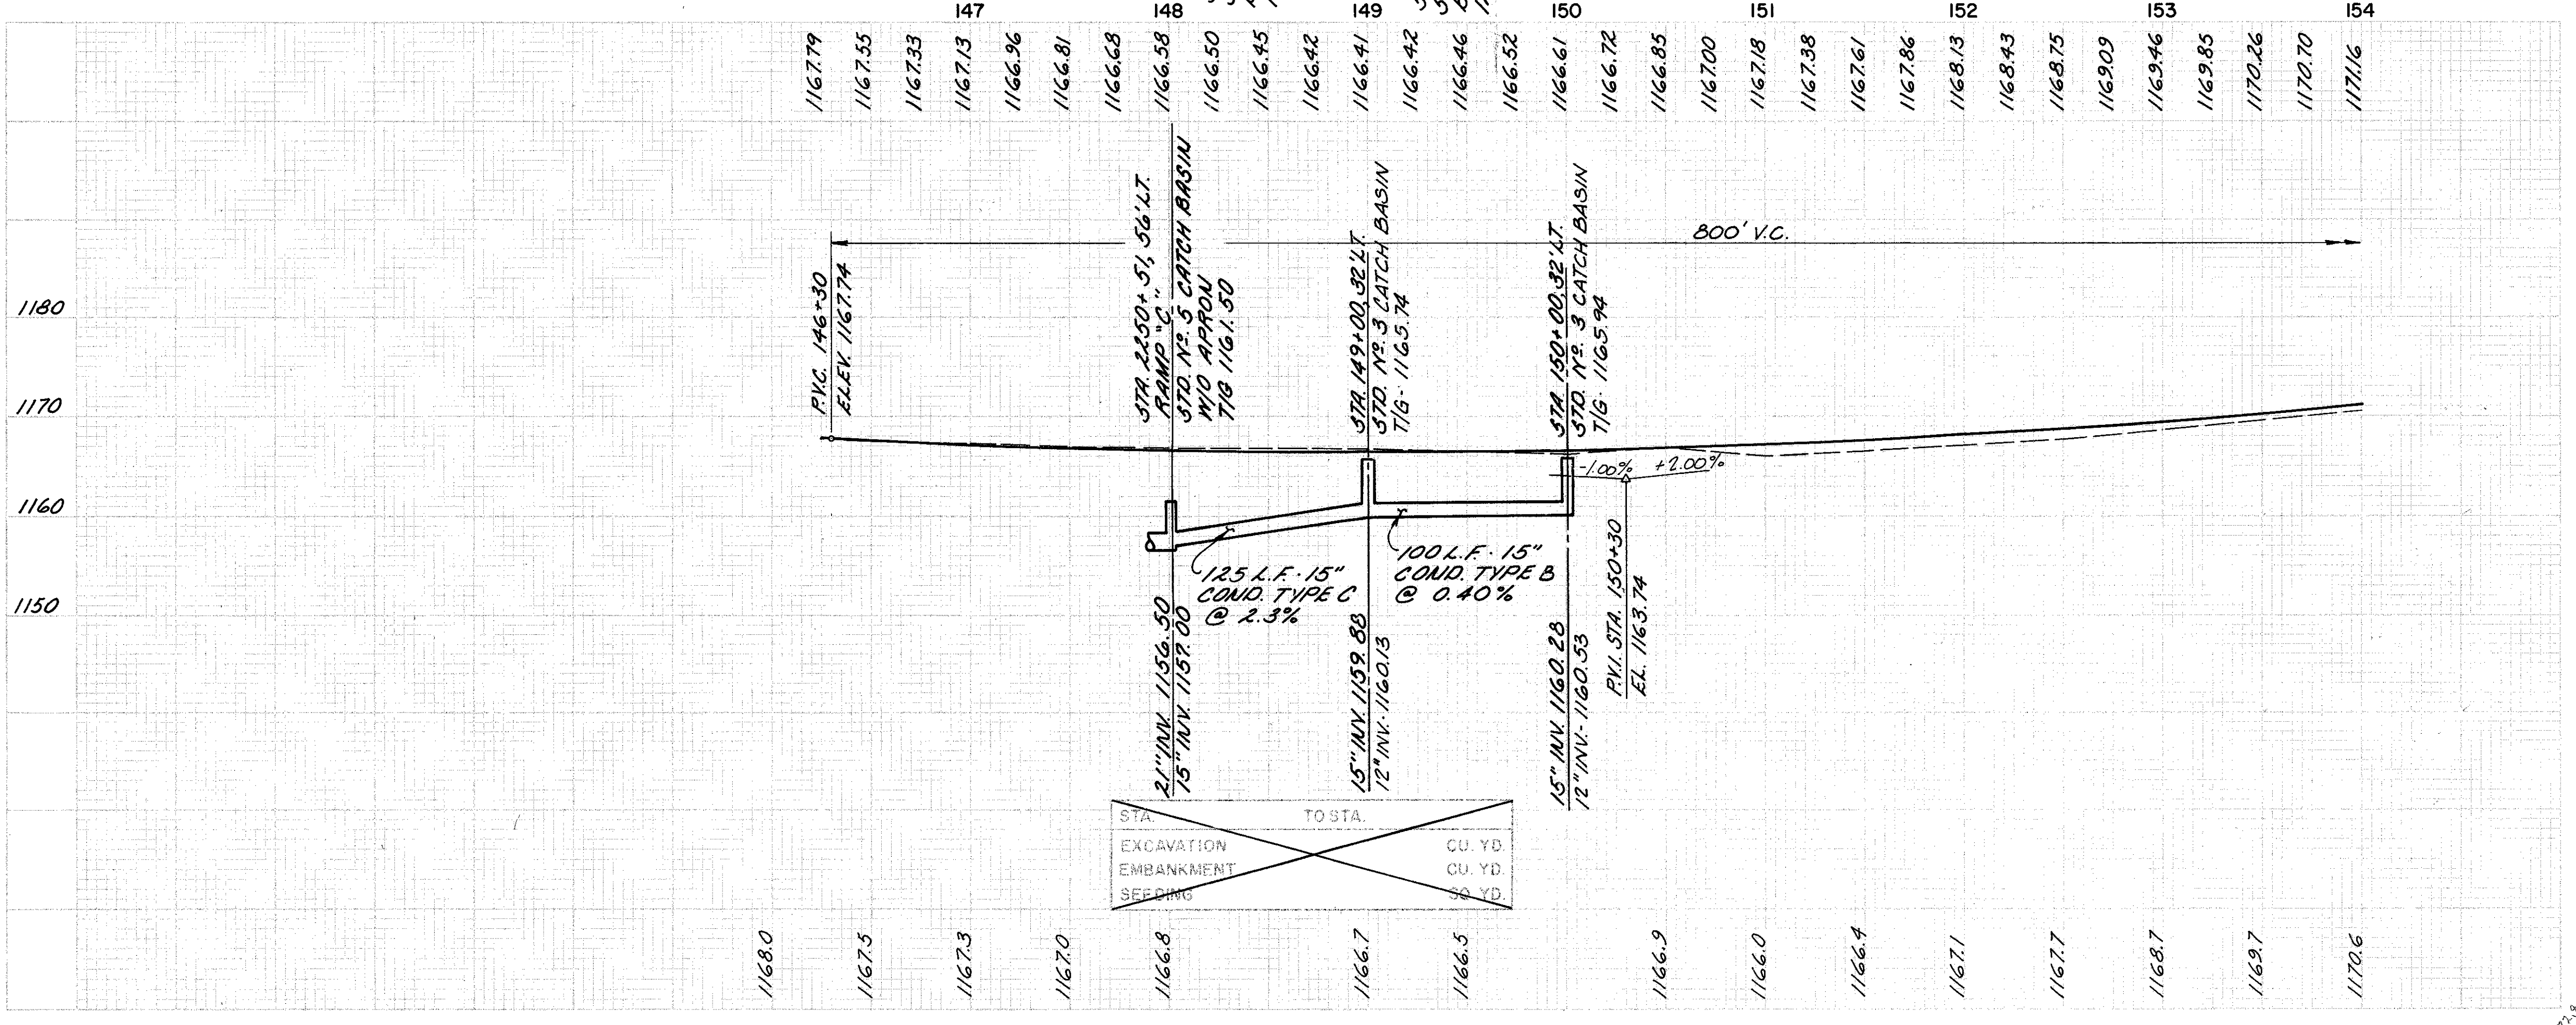 147 148 149 150 151 152 153 154
1167.79 1167.55 1167.33 1167.13 1166.96 1166.81 1166.68 1166.58 1166.50 1166.45 1166.42 1166.41 1166.42 1166.46 1166.52 1166.61 1166.72 1166.85 1167.00 1167.18 1167.38 1167.61 1167.86 1168.13 1168.43 1168.75 1169.09 1169.46 1169.85 1170.26 1170.70 1171.16
800' V.C.
1180
1170
1160
1150
P.V.C. 146+30
ELEV. 1167.74
STA. 2250+51, 56' LT.
RAMP "C"
STD. Nº. 5 CATCH BASIN
W/O APRON
T/G 1161.50
STA. 149+00, 32' LT.
STD. Nº. 3 CATCH BASIN
T/G - 1165.74
STA. 150+00, 32' LT.
STD. Nº. 3 CATCH BASIN
T/G - 1165.94
-1.00% +2.00%
P.V.I. STA. 150+30
EL. 1163.74
125 L.F. - 15"
COND. TYPE C
@ 2.3%
100 L.F. - 15"
COND. TYPE B
@ 0.40%
21" INV. 1156.50
15" INV. 1157.00
15" INV. 1159.88
12" INV. - 1160.13
15" INV. 1160.28
12" INV. - 1160.53
STA. TO STA.
EXCAVATION CU. YD.
EMBANKMENT CU. YD.
SEEDING SQ. YD.
1168.0 1167.5 1167.3 1167.0 1166.8 1166.7 1166.5 1166.9 1166.0 1166.4 1167.1 1167.7 1168.7 1169.7 1170.6